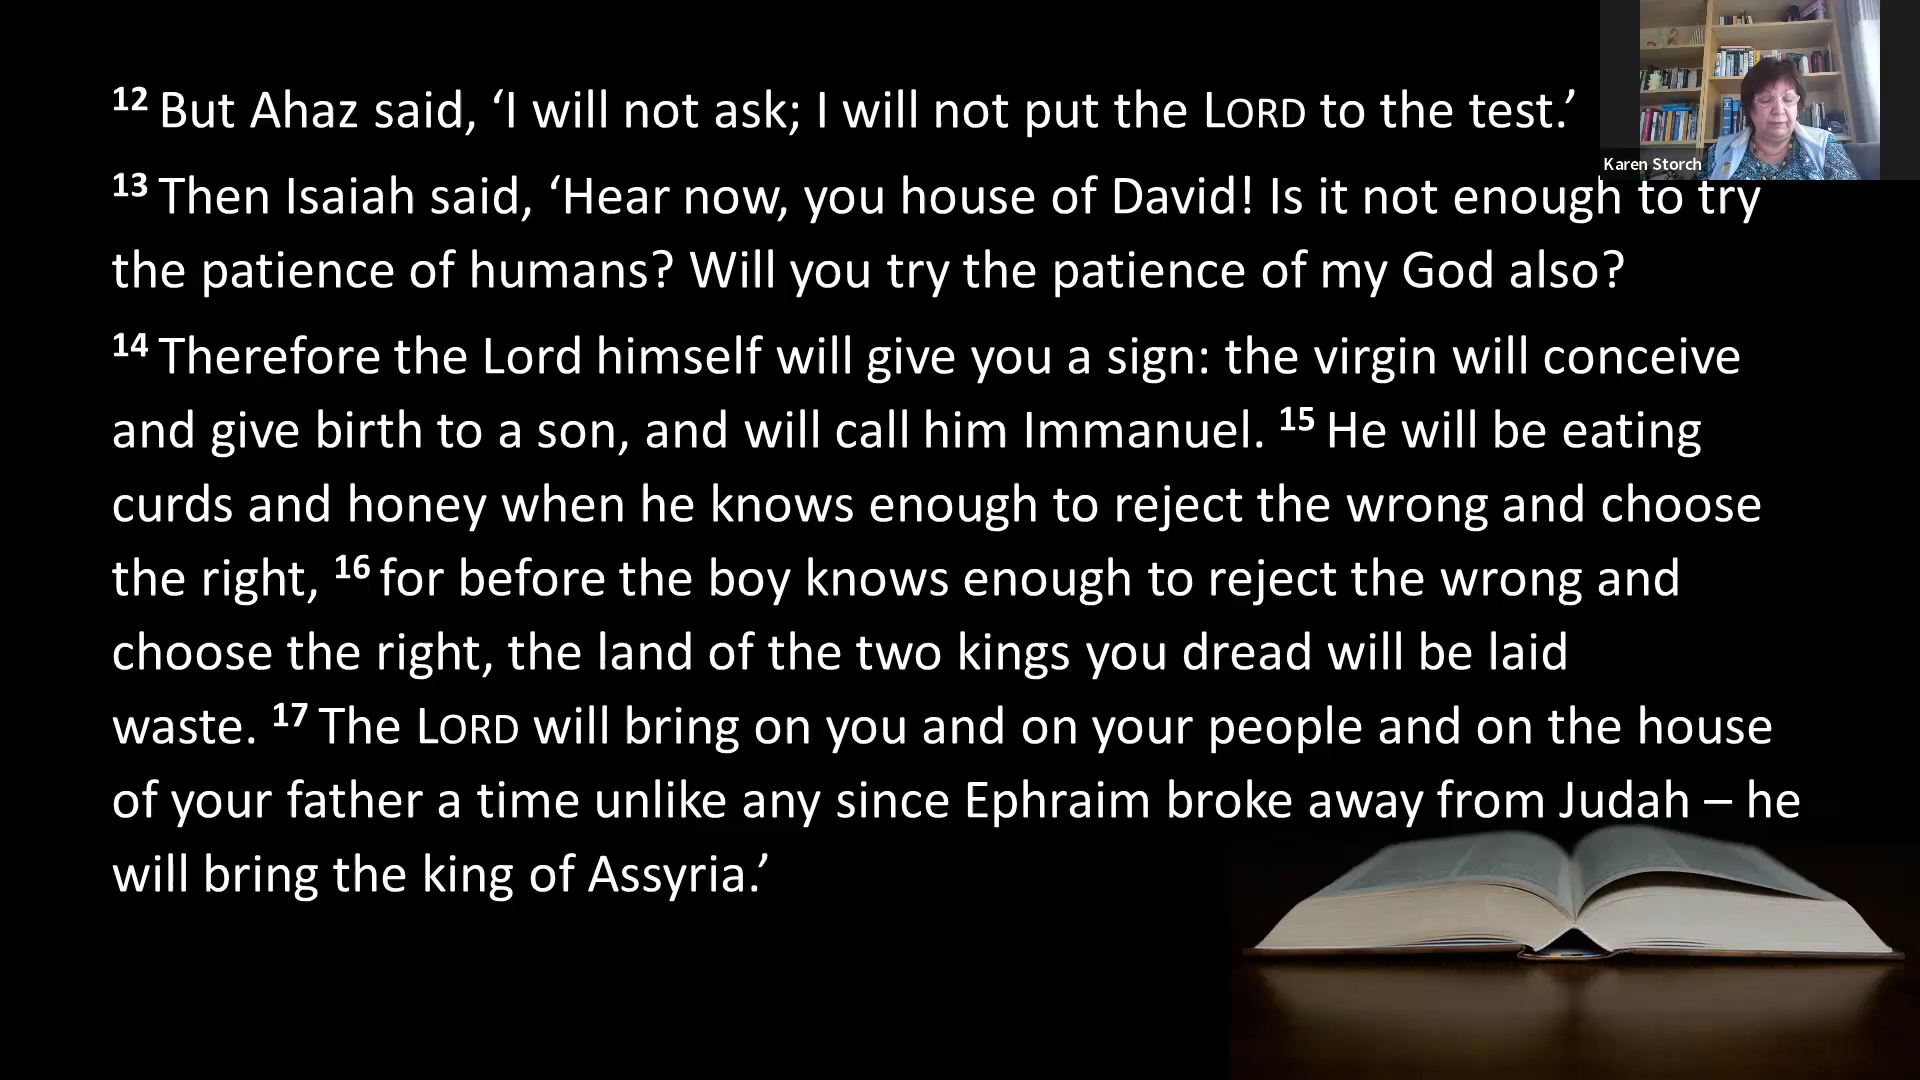 12 But Ahaz said, ‘I will not ask; I will not put the LORD to the test.’
Karen Storch
13 Then Isaiah said, ‘Hear now, you house of David! Is it not enough to try
the patience of humans? Will you try the patience of my God also?
14 Therefore the Lord himself will give you a sign: the virgin will conceive
and give birth to a son, and will call him Immanuel. 15 He will be eating
curds and honey when he knows enough to reject the wrong and choose
the right, 16 for before the boy knows enough to reject the wrong and
choose the right, the land of the two kings you dread will be laid
waste. 17 The LORD will bring on you and on your people and on the house
of your father a time unlike any since Ephraim broke away from Judah – he
will bring the king of Assyria.’